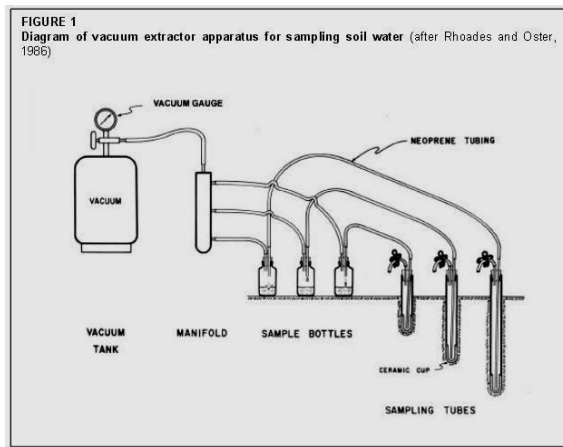 FIGURE 1
Diagram of vacuum extractor apparatus for sampling soil water (after Rhoades and Oster,
1986)
VACUUM GAUGE
NEOPRENE TUBING
VACUUM
VACUUM
TANK
MANIFOLD
SAMPLE BOTTLES
CERAMIC CUP
SAMPLING TUBES